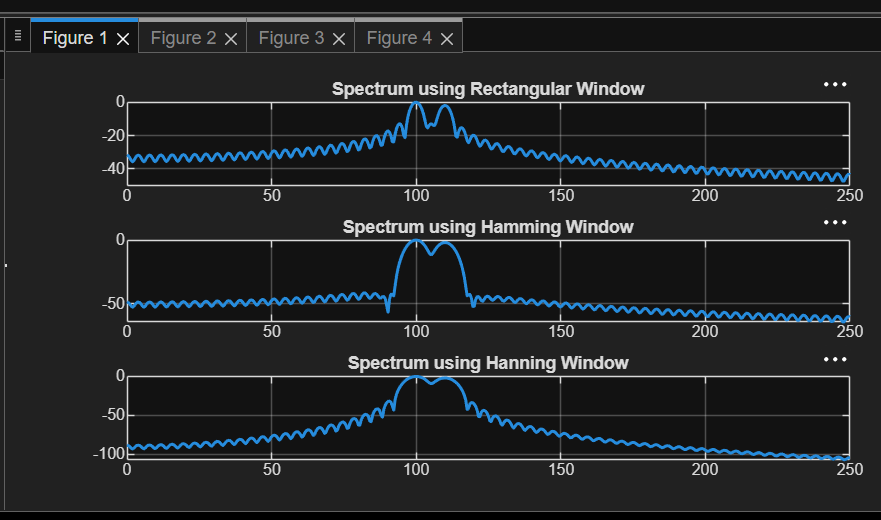 Figure 1 × Figure 2 × Figure 3 × Figure 4 ×
Spectrum using Rectangular Window
0
-20
-40
0 50 100 150 200 250
Spectrum using Hamming Window
0
-50
0 50 100 150 200 250
Spectrum using Hanning Window
0
-50
-100
0 50 100 150 200 250